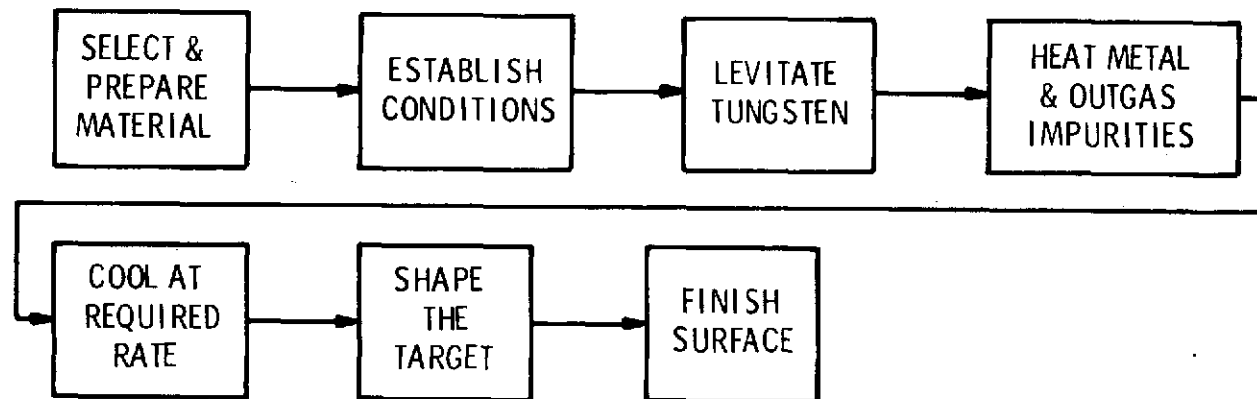 SELECT &
PREPARE
MATERIAL
ESTABLISH
CONDITIONS
LEVITATE
TUNGSTEN
HEAT METAL
& OUTGAS
IMPURITIES
COOL AT
REQUIRED
RATE
SHAPE
THE
TARGET
FINISH
SURFACE